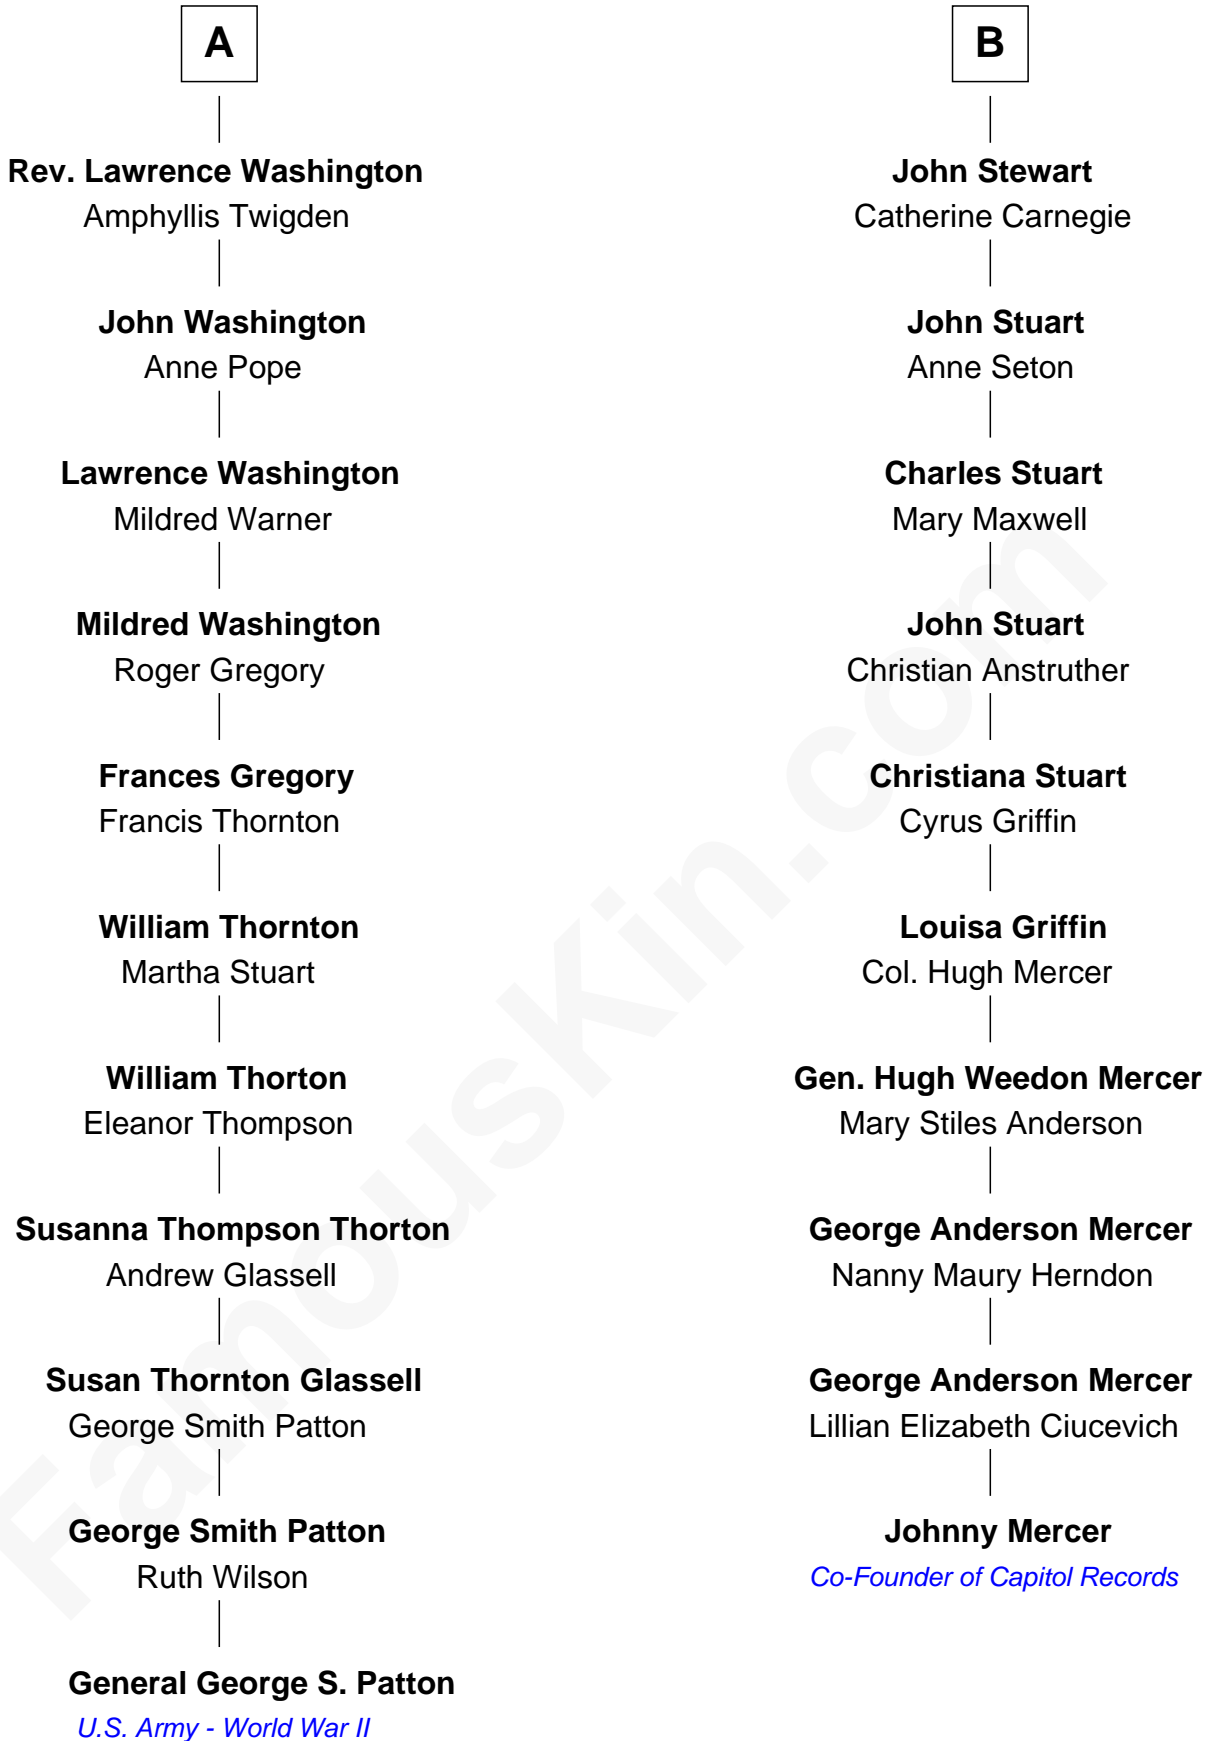 A
Rev. Lawrence Washington
Amphyllis Twigden
John Washington
Anne Pope
Lawrence Washington
Mildred Warner
Mildred Washington
Roger Gregory
Frances Gregory
Francis Thornton
William Thornton
Martha Stuart
William Thorton
Eleanor Thompson
Susanna Thompson Thorton
Andrew Glassell
Susan Thornton Glassell
George Smith Patton
George Smith Patton
Ruth Wilson
General George S. Patton
U.S. Army - World War II
B
John Stewart
Catherine Carnegie
John Stuart
Anne Seton
Charles Stuart
Mary Maxwell
John Stuart
Christian Anstruther
Christiana Stuart
Cyrus Griffin
Louisa Griffin
Col. Hugh Mercer
Gen. Hugh Weedon Mercer
Mary Stiles Anderson
George Anderson Mercer
Nanny Maury Herndon
George Anderson Mercer
Lillian Elizabeth Ciucevich
Johnny Mercer
Co-Founder of Capitol Records
FamousKin.com